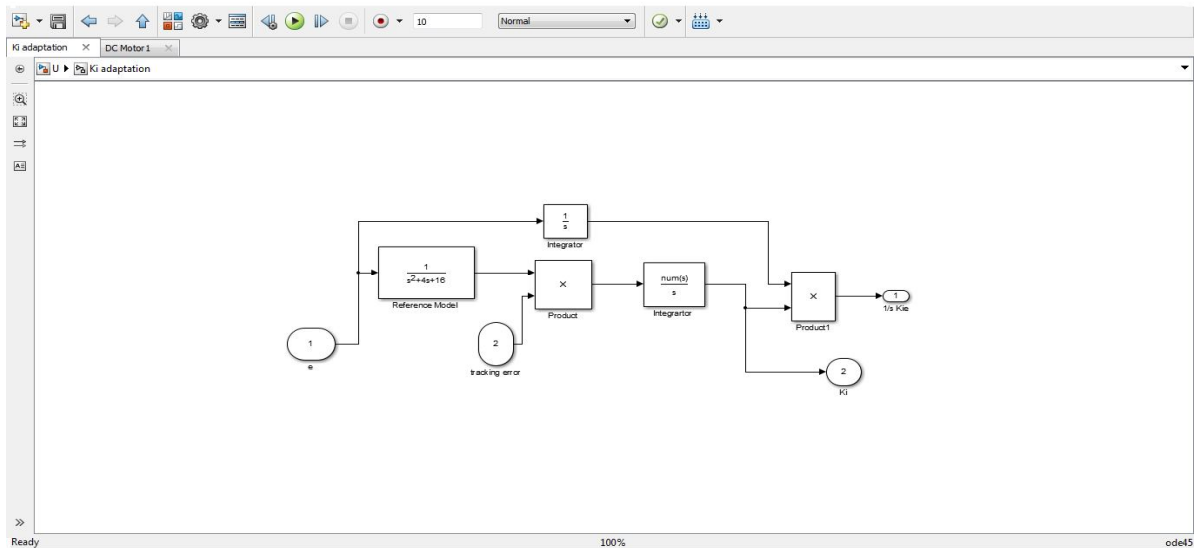 10
Normal
Ki adaptation
DC Motor1
U
Ki adaptation
1
s
Integrator
1
s²+4s+16
Reference Model
×
Product
num(s)
s
Integrartor
×
Product1
1
1/s Kie
1
e
2
tracking error
2
Ki
Ready
100%
ode45